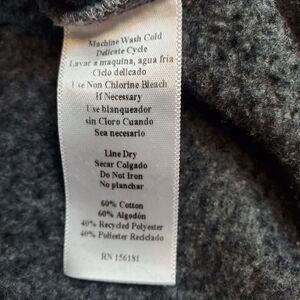 Machine Wash Cold
Delicate Cycle
Lavar a maquina, agua fria
Ciclo delicado
Use Non Chlorine Bleach
If Necessary
Use blanqueador
sin Cloro Cuando
Sea necesario
Line Dry
Secar Colgado
Do Not Iron
No planchar
60% Cotton
60% Algodón
40% Recycled Polyester
40% Poliester Reciclado
RN 156181